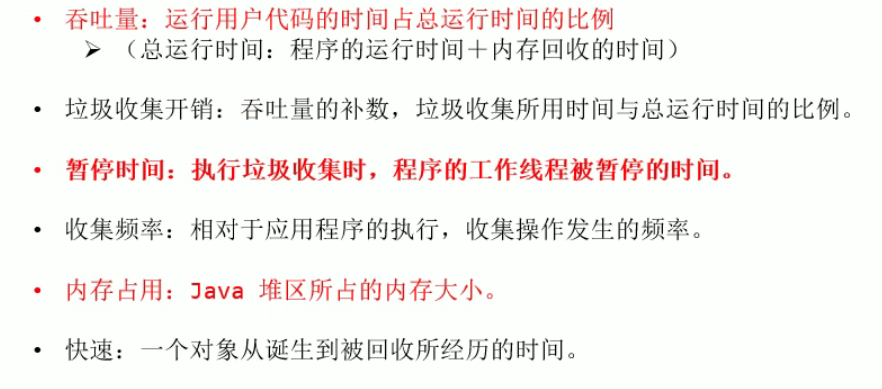 • 吞吐量：运行用户代码的时间占总运行时间的比例
➢ （总运行时间：程序的运行时间＋内存回收的时间）
• 垃圾收集开销：吞吐量的补数，垃圾收集所用时间与总运行时间的比例。
• 暂停时间：执行垃圾收集时，程序的工作线程被暂停的时间。
• 收集频率：相对于应用程序的执行，收集操作发生的频率。
• 内存占用：Java 堆区所占的内存大小。
• 快速：一个对象从诞生到被回收所经历的时间。